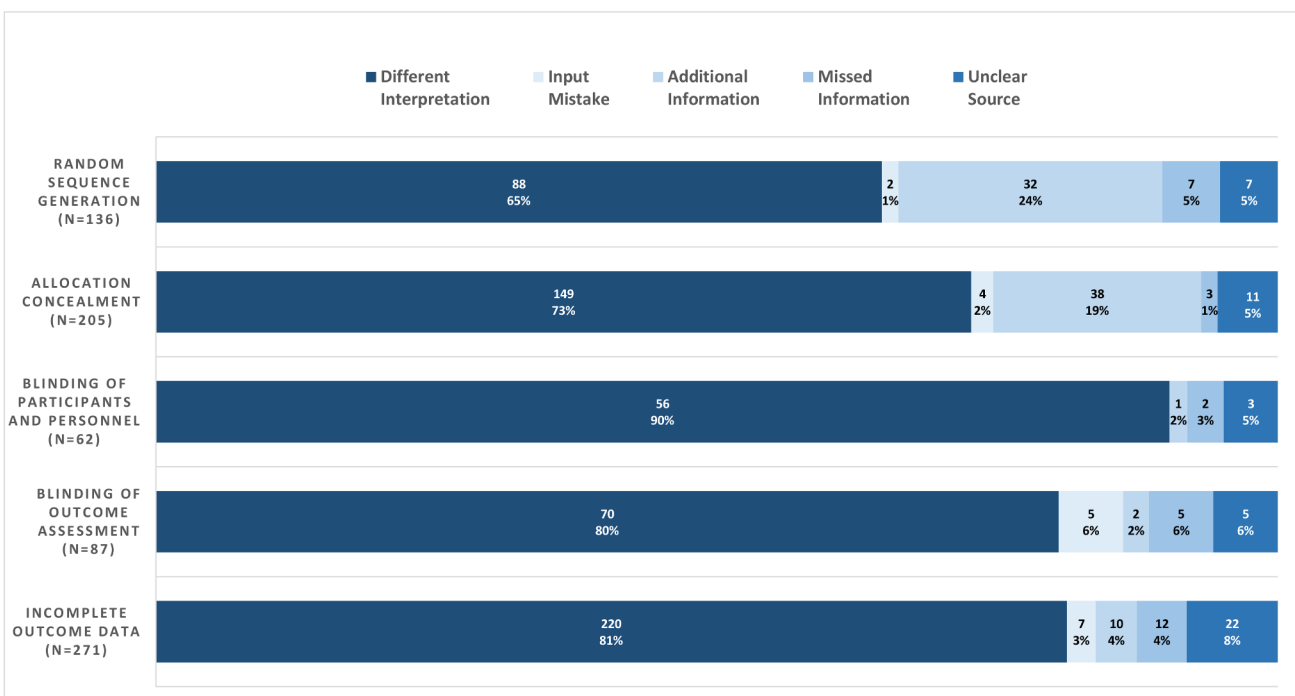 Different Interpretation
Input Mistake
Additional Information
Missed Information
Unclear Source
RANDOM
SEQUENCE
GENERATION
(N=136)
88
65%
2
1%
32
24%
7
5%
7
5%
ALLOCATION
CONCEALMENT
(N=205)
149
73%
4
2%
38
19%
3
1%
11
5%
BLINDING OF
PARTICIPANTS
AND PERSONNEL
(N=62)
56
90%
1
2%
2
3%
3
5%
BLINDING OF
OUTCOME
ASSESSMENT
(N=87)
70
80%
5
6%
2
2%
5
6%
5
6%
INCOMPLETE
OUTCOME DATA
(N=271)
220
81%
7
3%
10
4%
12
4%
22
8%